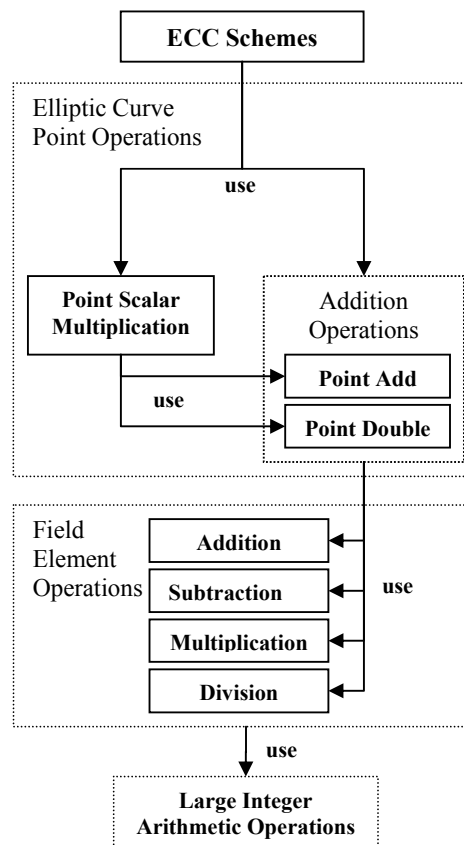 ECC Schemes
Elliptic Curve
Point Operations
use
Point Scalar
Multiplication
Addition
Operations
Point Add
use
Point Double
Field
Element
Operations
Addition
Subtraction
use
Multiplication
Division
use
Large Integer
Arithmetic Operations